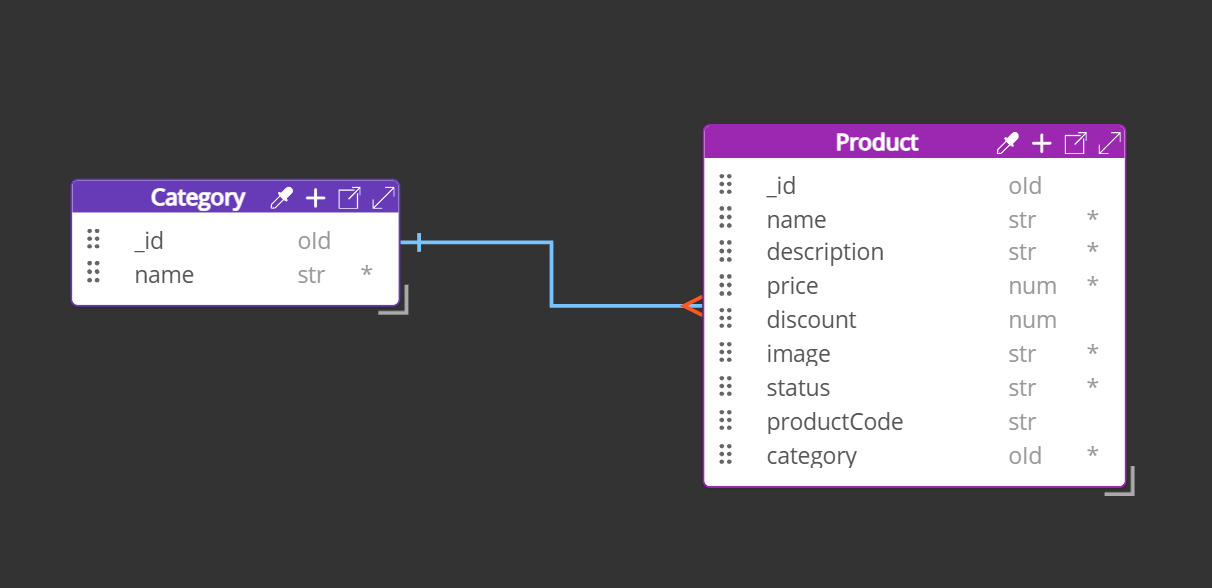 Category
_id oId
name str *
Product
_id oId
name str *
description str *
price num *
discount num
image str *
status str *
productCode str
category oId *